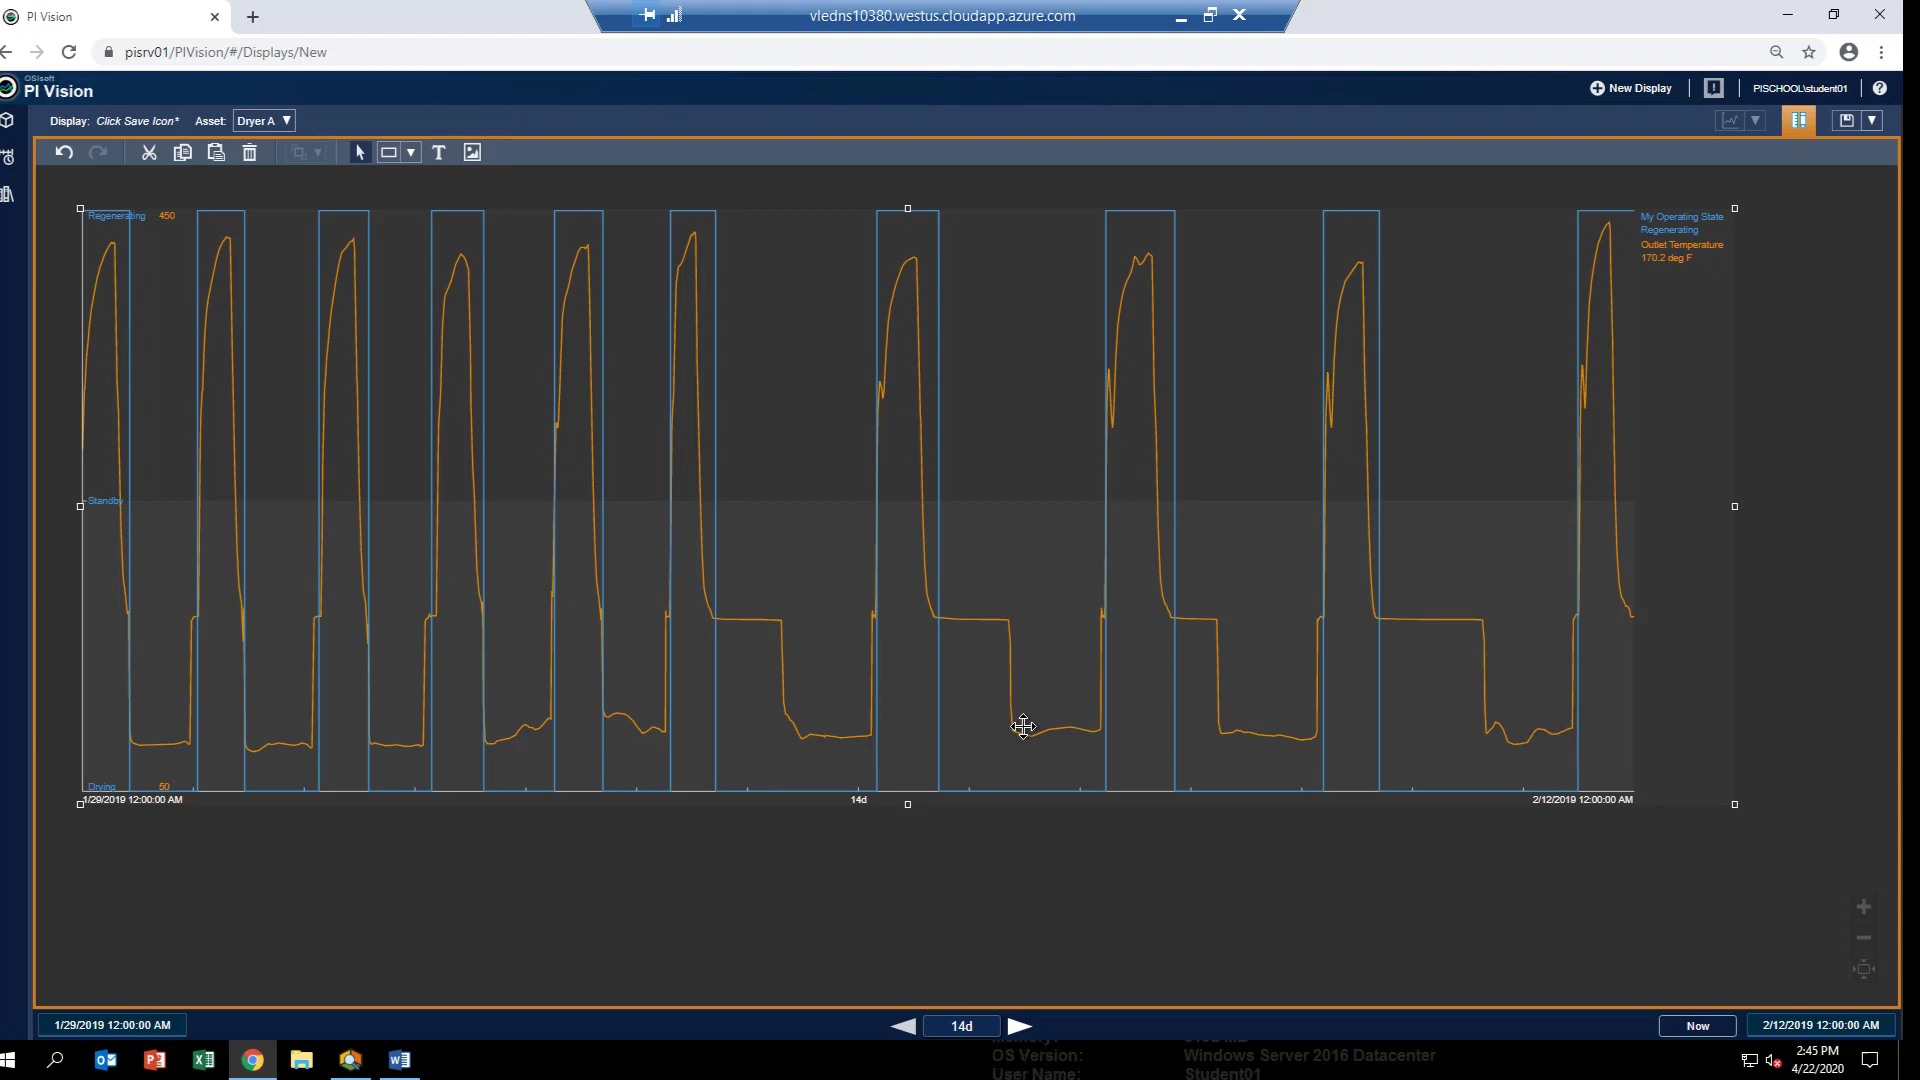 PI Vision
vledns10380.westus.cloudapp.azure.com
pisrv01/PIVision/#/Displays/New
OSIsoft
PI Vision
New Display
PISCHOOL\student01
Display: Click Save Icon* Asset: Dryer A
T
Regenerating 450
My Operating State
Regenerating
Outlet Temperature
170.2 deg F
Standby
Drying 50
1/29/2019 12:00:00 AM 14d 2/12/2019 12:00:00 AM
1/29/2019 12:00:00 AM 14d Now 2/12/2019 12:00:00 AM
OS Version: Windows Server 2016 Datacenter
User Name: Student01
2:45 PM
4/22/2020